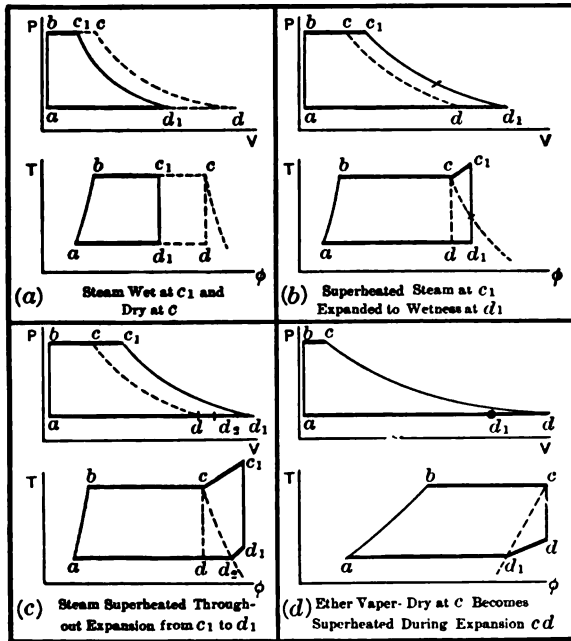 P b c₁ c
a d₁ d
V
T b c₁ c
a d₁ d
ϕ
(a) Steam Wet at c₁ and
Dry at c
P b c c₁
a d d₁
V
T b c c₁
a d d₁
ϕ
(b) Superheated Steam at c₁
Expanded to Wetness at d₁
P b c c₁
a d d₂ d₁
V
T b c c₁
a d d₂ d₁
ϕ
(c) Steam Superheated Through-
out Expansion from c₁ to d₁
P b c
a d₁ d
V
T b c
a d₁ d
ϕ
(d) Ether Vaper- Dry at c Becomes
Superheated During Expansion cd